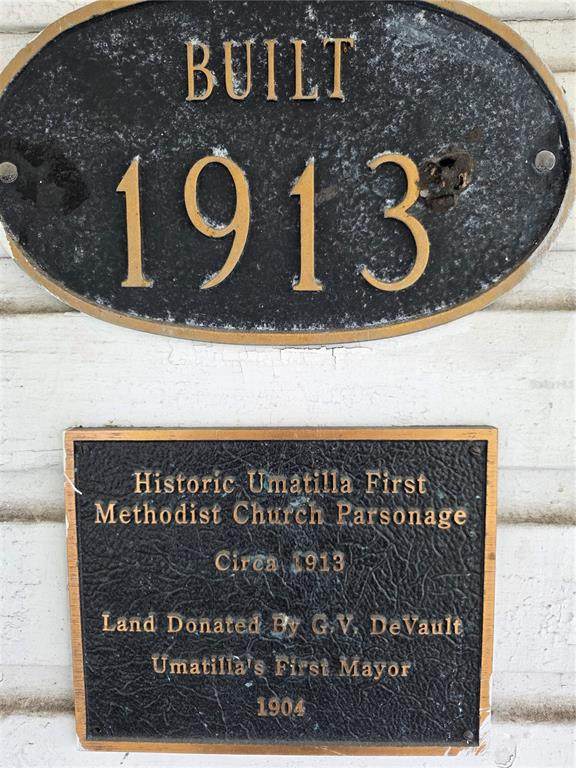 BUILT
1913
Historic Umatilla First
Methodist Church Parsonage
Circa 1913
Land Donated By G.V. DeVault
Umatilla's First Mayor
1904